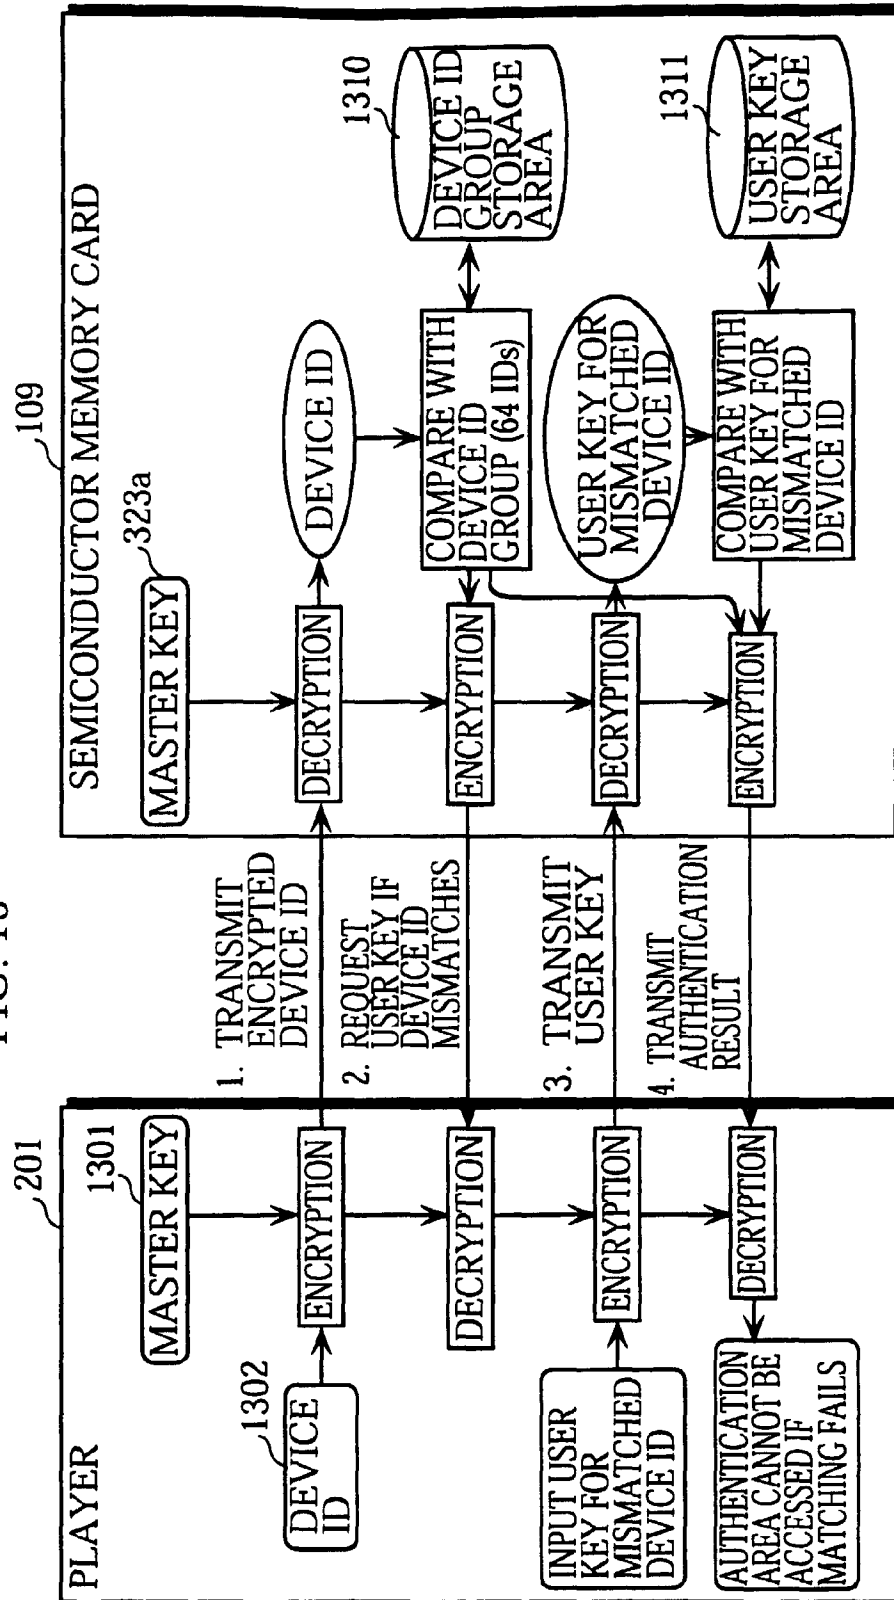 201
PLAYER
1301
MASTER KEY
1302
DEVICE
ID
ENCRYPTION
DECRYPTION
INPUT USER
KEY FOR
MISMATCHED
DEVICE ID
ENCRYPTION
AUTHENTICATION
AREA CANNOT BE
ACCESSED IF
MATCHING FAILS
DECRYPTION
1. TRANSMIT
ENCRYPTED
DEVICE ID
2. REQUEST
USER KEY IF
DEVICE ID
MISMATCHES
3. TRANSMIT
USER KEY
4. TRANSMIT
AUTHENTICATION
RESULT
109
SEMICONDUCTOR MEMORY CARD
323a
MASTER KEY
DECRYPTION
DEVICE ID
ENCRYPTION
COMPARE WITH
DEVICE ID
GROUP (64 IDs)
1310
DEVICE ID
GROUP
STORAGE
AREA
DECRYPTION
USER KEY FOR
MISMATCHED
DEVICE ID
ENCRYPTION
COMPARE WITH
USER KEY FOR
MISMATCHED
DEVICE ID
1311
USER KEY
STORAGE
AREA